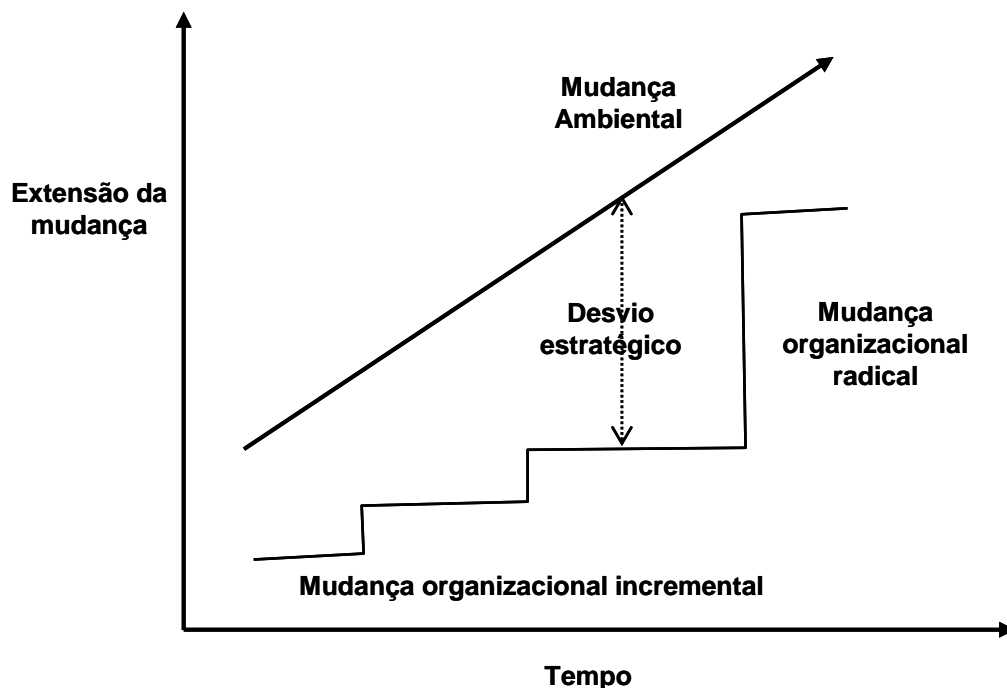 Mudança
Ambiental
Extensão da
mudança
Desvio
estratégico
Mudança
organizacional
radical
Mudança organizacional incremental
Tempo